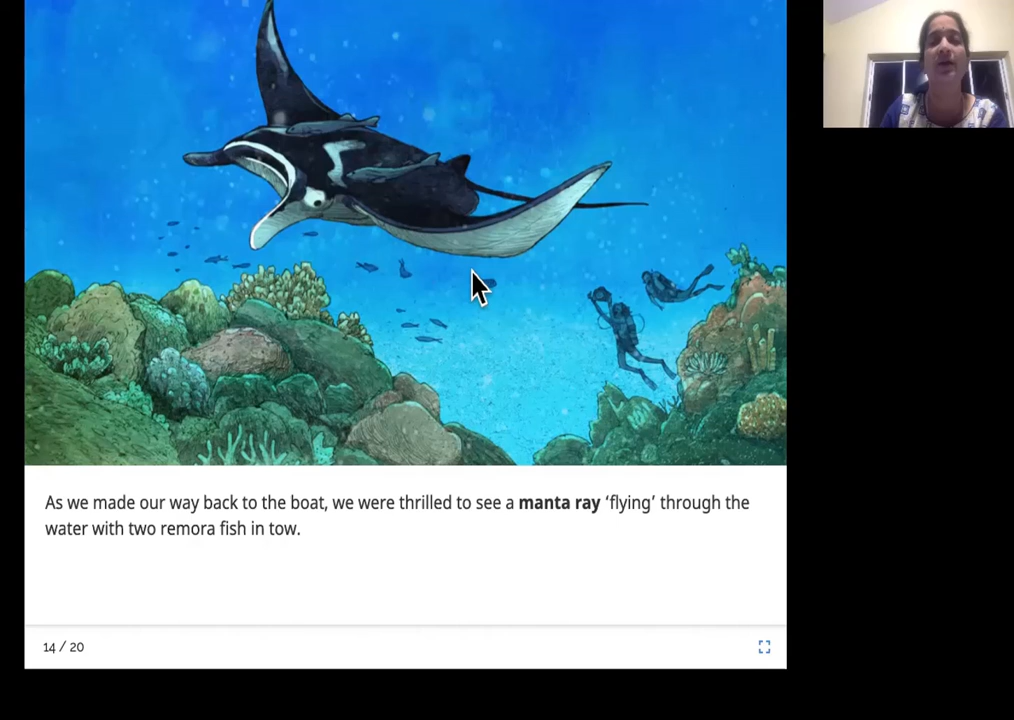 As we made our way back to the boat, we were thrilled to see a manta ray ‘flying’ through the
water with two remora fish in tow.
14 / 20